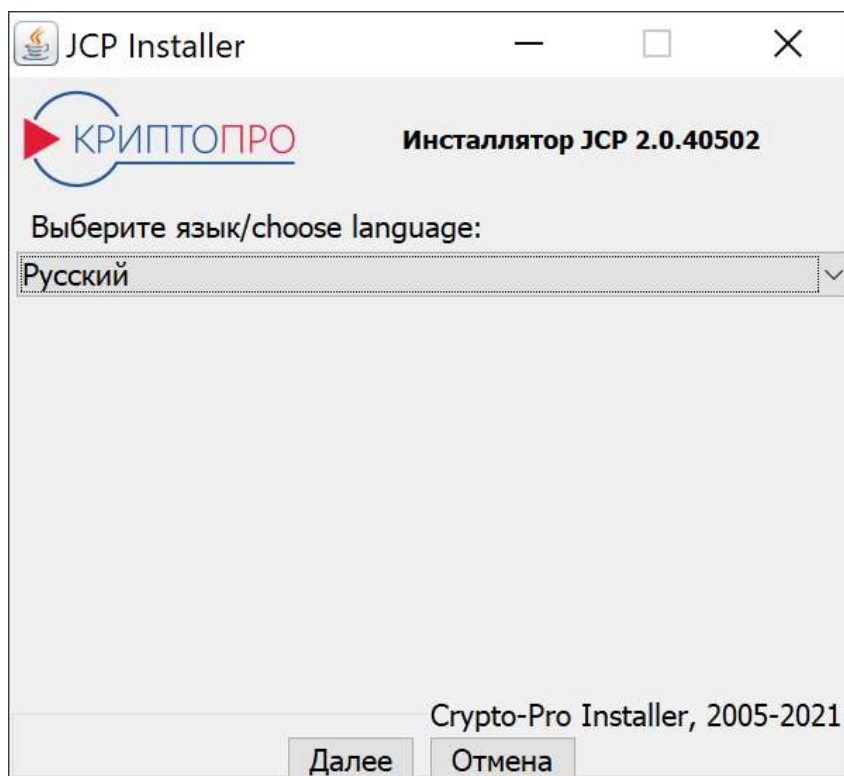 JCP Installer
КРИПТОПРО
Инсталлятор JCP 2.0.40502
Выберите язык/choose language:
Русский
Crypto-Pro Installer, 2005-2021
Далее
Отмена